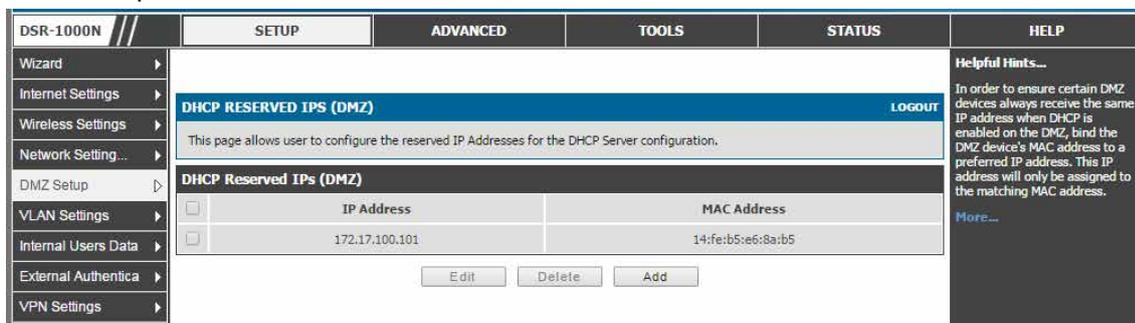 DSR-1000N
SETUP
ADVANCED
TOOLS
STATUS
HELP
Wizard
Internet Settings
Wireless Settings
Network Setting...
DMZ Setup
VLAN Settings
Internal Users Data
External Authentica
VPN Settings
DHCP RESERVED IPS (DMZ)
LOGOUT
This page allows user to configure the reserved IP Addresses for the DHCP Server configuration.
DHCP Reserved IPs (DMZ)
IP Address
MAC Address
172.17.100.101
14:fe:b5:e6:8a:b5
Edit
Delete
Add
Helpful Hints...
In order to ensure certain DMZ
devices always receive the same
IP address when DHCP is
enabled on the DMZ, bind the
DMZ device's MAC address to a
preferred IP address. This IP
address will only be assigned to
the matching MAC address.
More...